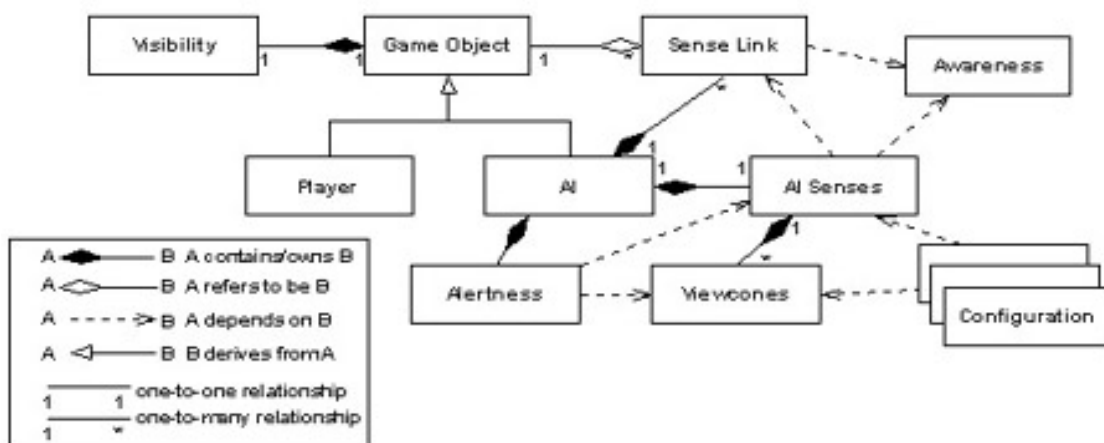 Visibility
1
1
Game Object
1
*
Sense Link
Awareness
*
1
Player
AI
1
1
AI Senses
1
*
Alertness
Viewcones
Configuration
A B A contains/owns B
A B A refers to be B
A B A depends on B
A B B derives from A
one-to-one relationship
1 1
one-to-many relationship
1 *